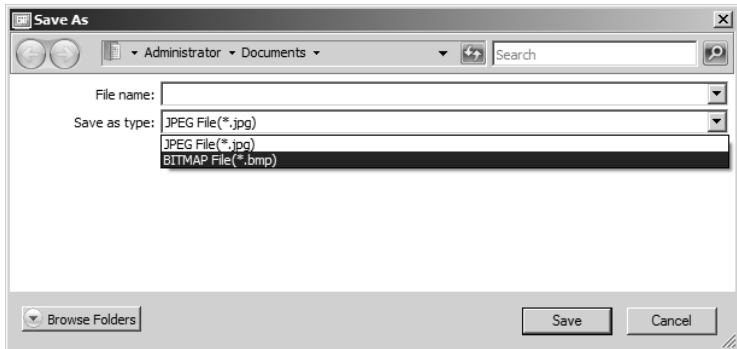 Save As
Administrator Documents
Search
File name:
Save as type: JPEG File(*.jpg)
JPEG File(*.jpg)
BITMAP File(*.bmp)
Browse Folders
Save
Cancel